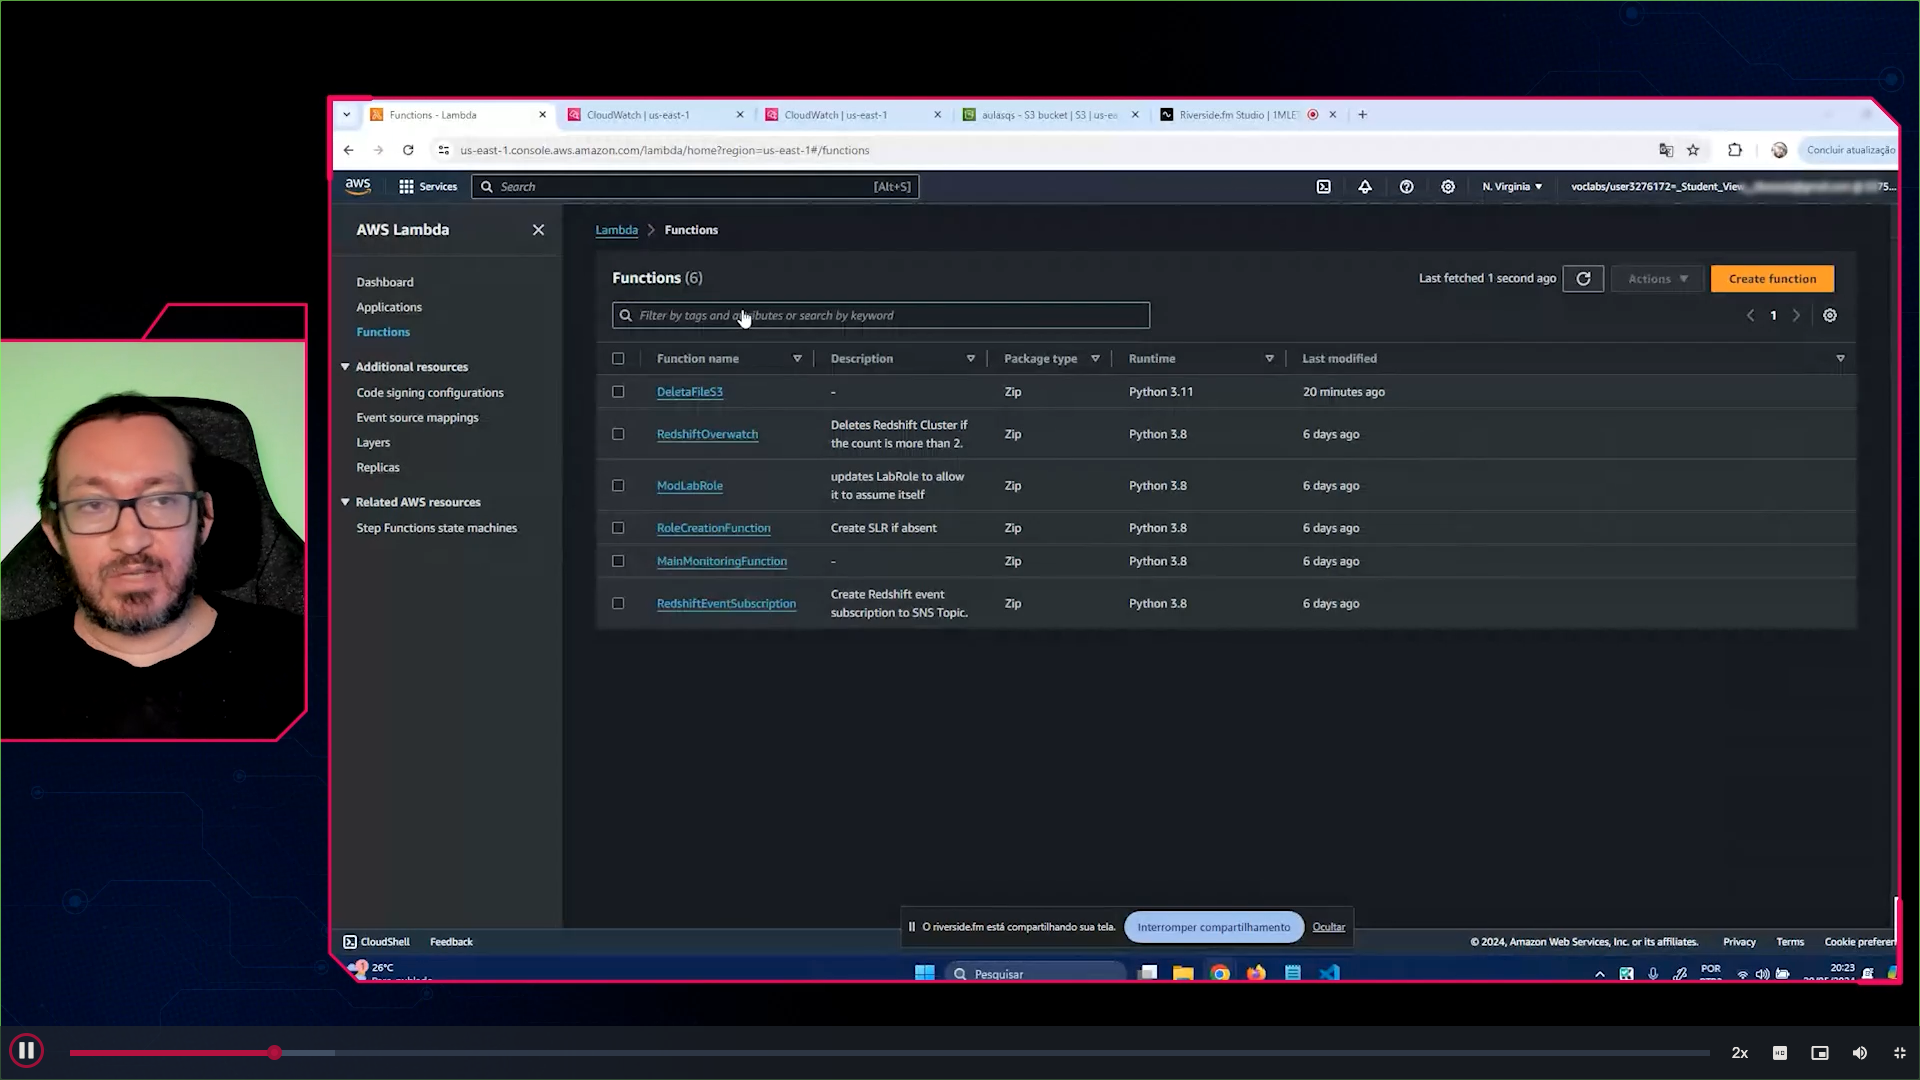 Functions - Lambda
CloudWatch | us-east-1
CloudWatch | us-east-1
aulasqs - S3 bucket | S3 | us-ea
Riverside.fm Studio | 1MLE
us-east-1.console.aws.amazon.com/lambda/home?region=us-east-1#/functions
Concluir atualização
aws
Services
Search
[Alt+S]
N. Virginia
voclabs/user3276172=_Student_View_
75...
AWS Lambda
Dashboard
Applications
Functions
Additional resources
Code signing configurations
Event source mappings
Layers
Replicas
Related AWS resources
Step Functions state machines
Lambda > Functions
Functions (6)
Last fetched 1 second ago
Actions
Create function
Filter by tags and attributes or search by keyword
1
Function name Description Package type Runtime Last modified
DeletaFileS3 - Zip Python 3.11 20 minutes ago
RedshiftOverwatch Deletes Redshift Cluster if the count is more than 2. Zip Python 3.8 6 days ago
ModLabRole updates LabRole to allow it to assume itself Zip Python 3.8 6 days ago
RoleCreationFunction Create SLR if absent Zip Python 3.8 6 days ago
MainMonitoringFunction - Zip Python 3.8 6 days ago
RedshiftEventSubscription Create Redshift event subscription to SNS Topic. Zip Python 3.8 6 days ago
O riverside.fm está compartilhando sua tela.
Interromper compartilhamento
Ocultar
CloudShell
Feedback
© 2024, Amazon Web Services, Inc. or its affiliates.
Privacy
Terms
Cookie preferen
1
26°C
Pesquisar
POR
20:23
2x